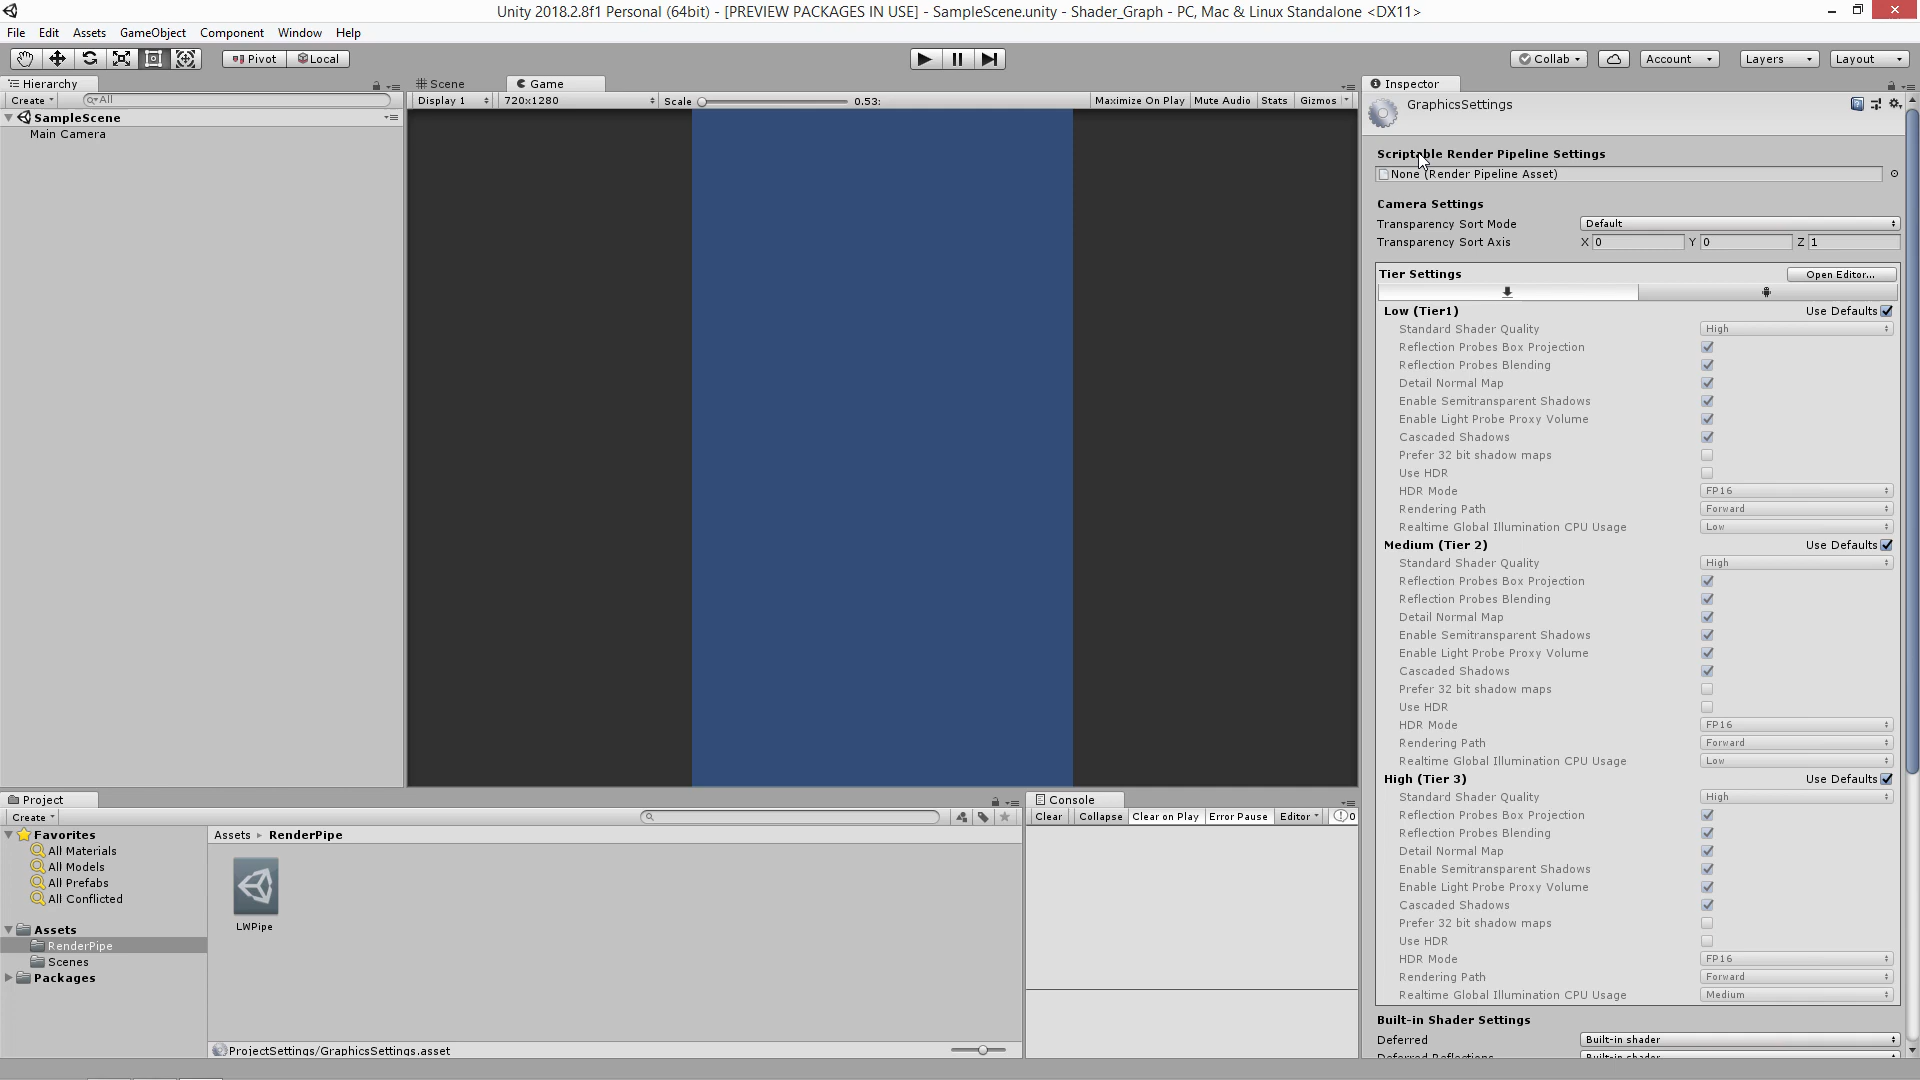 Unity 2018.2.8f1 Personal (64bit) - [PREVIEW PACKAGES IN USE] - SampleScene.unity - Shader_Graph - PC, Mac & Linux Standalone <DX11>
File Edit Assets GameObject Component Window Help
Pivot Local Collab Account Layers Layout
Hierarchy
Create All
SampleScene
Main Camera
Scene Game
Display 1 720x1280 Scale 0.53: Maximize On Play Mute Audio Stats Gizmos
Inspector
GraphicsSettings
Scriptable Render Pipeline Settings
None (Render Pipeline Asset)
Camera Settings
Transparency Sort Mode Default
Transparency Sort Axis X 0 Y 0 Z 1
Tier Settings Open Editor...
Low (Tier1) Use Defaults
Standard Shader Quality High
Reflection Probes Box Projection
Reflection Probes Blending
Detail Normal Map
Enable Semitransparent Shadows
Enable Light Probe Proxy Volume
Cascaded Shadows
Prefer 32 bit shadow maps
Use HDR
HDR Mode FP16
Rendering Path Forward
Realtime Global Illumination CPU Usage Low
Medium (Tier 2) Use Defaults
Standard Shader Quality High
Reflection Probes Box Projection
Reflection Probes Blending
Detail Normal Map
Enable Semitransparent Shadows
Enable Light Probe Proxy Volume
Cascaded Shadows
Prefer 32 bit shadow maps
Use HDR
HDR Mode FP16
Rendering Path Forward
Realtime Global Illumination CPU Usage Low
High (Tier 3) Use Defaults
Standard Shader Quality High
Reflection Probes Box Projection
Reflection Probes Blending
Detail Normal Map
Enable Semitransparent Shadows
Enable Light Probe Proxy Volume
Cascaded Shadows
Prefer 32 bit shadow maps
Use HDR
HDR Mode FP16
Rendering Path Forward
Realtime Global Illumination CPU Usage Medium
Built-in Shader Settings
Deferred Built-in shader
Deferred Reflections Built-in shader
Project
Create
Favorites
All Materials
All Models
All Prefabs
All Conflicted
Assets
RenderPipe
Scenes
Packages
Assets RenderPipe
LWPipe
ProjectSettings/GraphicsSettings.asset
Console
Clear Collapse Clear on Play Error Pause Editor 0